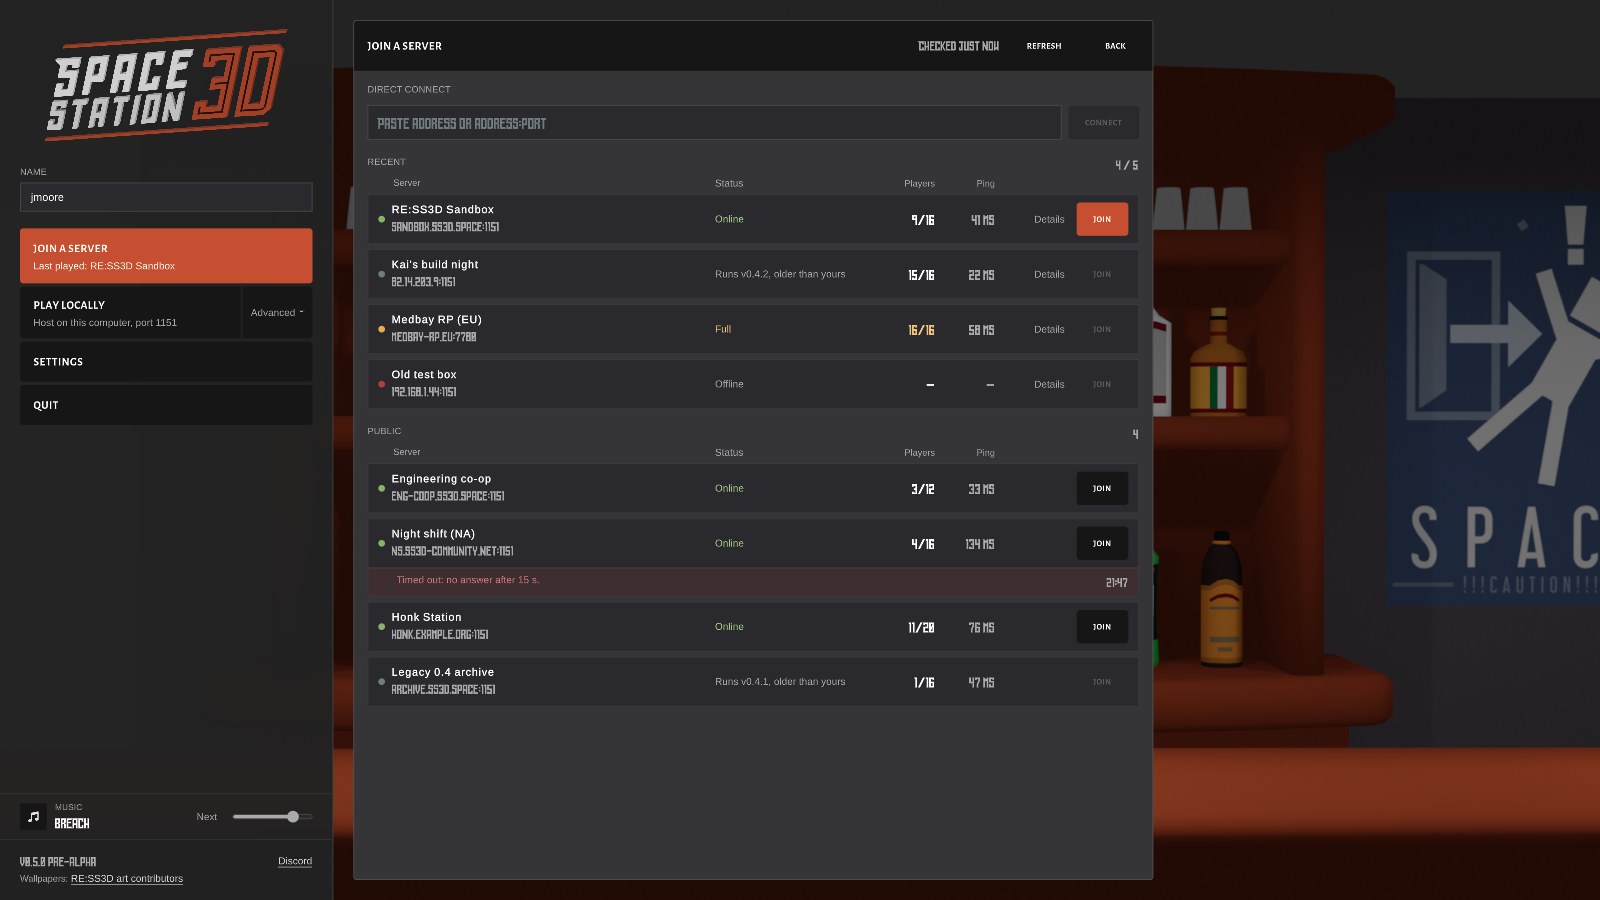 SPACE
STATION 3D
NAME
jmoore
JOIN A SERVER
Last played: RE:SS3D Sandbox
PLAY LOCALLY
Host on this computer, port 1151
Advanced
SETTINGS
QUIT
MUSIC
BREACH
Next
V0.5.0 PRE-ALPHA
Discord
Wallpapers: RE:SS3D art contributors
JOIN A SERVER
CHECKED JUST NOW
REFRESH
BACK
DIRECT CONNECT
PASTE ADDRESS OR ADDRESS:PORT
CONNECT
RECENT
4 / 5
Server Status Players Ping
RE:SS3D Sandbox
SANDBOX.SS3D.SPACE:1151
Online 9/16 41 MS Details JOIN
Kai's build night
82.14.203.9:1151
Runs v0.4.2, older than yours 15/16 22 MS Details JOIN
Medbay RP (EU)
MEDBAY-RP.EU:7780
Full 16/16 58 MS Details JOIN
Old test box
192.168.1.44:1151
Offline – – Details JOIN
PUBLIC
4
Server Status Players Ping
Engineering co-op
ENG-COOP.SS3D.SPACE:1151
Online 3/12 33 MS JOIN
Night shift (NA)
NS.SS3D-COMMUNITY.NET:1151
Online 4/16 134 MS JOIN
Timed out: no answer after 15 s.
21:47
Honk Station
HONK.EXAMPLE.ORG:1151
Online 11/20 76 MS JOIN
Legacy 0.4 archive
ARCHIVE.SS3D.SPACE:1151
Runs v0.4.1, older than yours 1/16 47 MS JOIN
!
SPAC
!!!CAUTION!!!